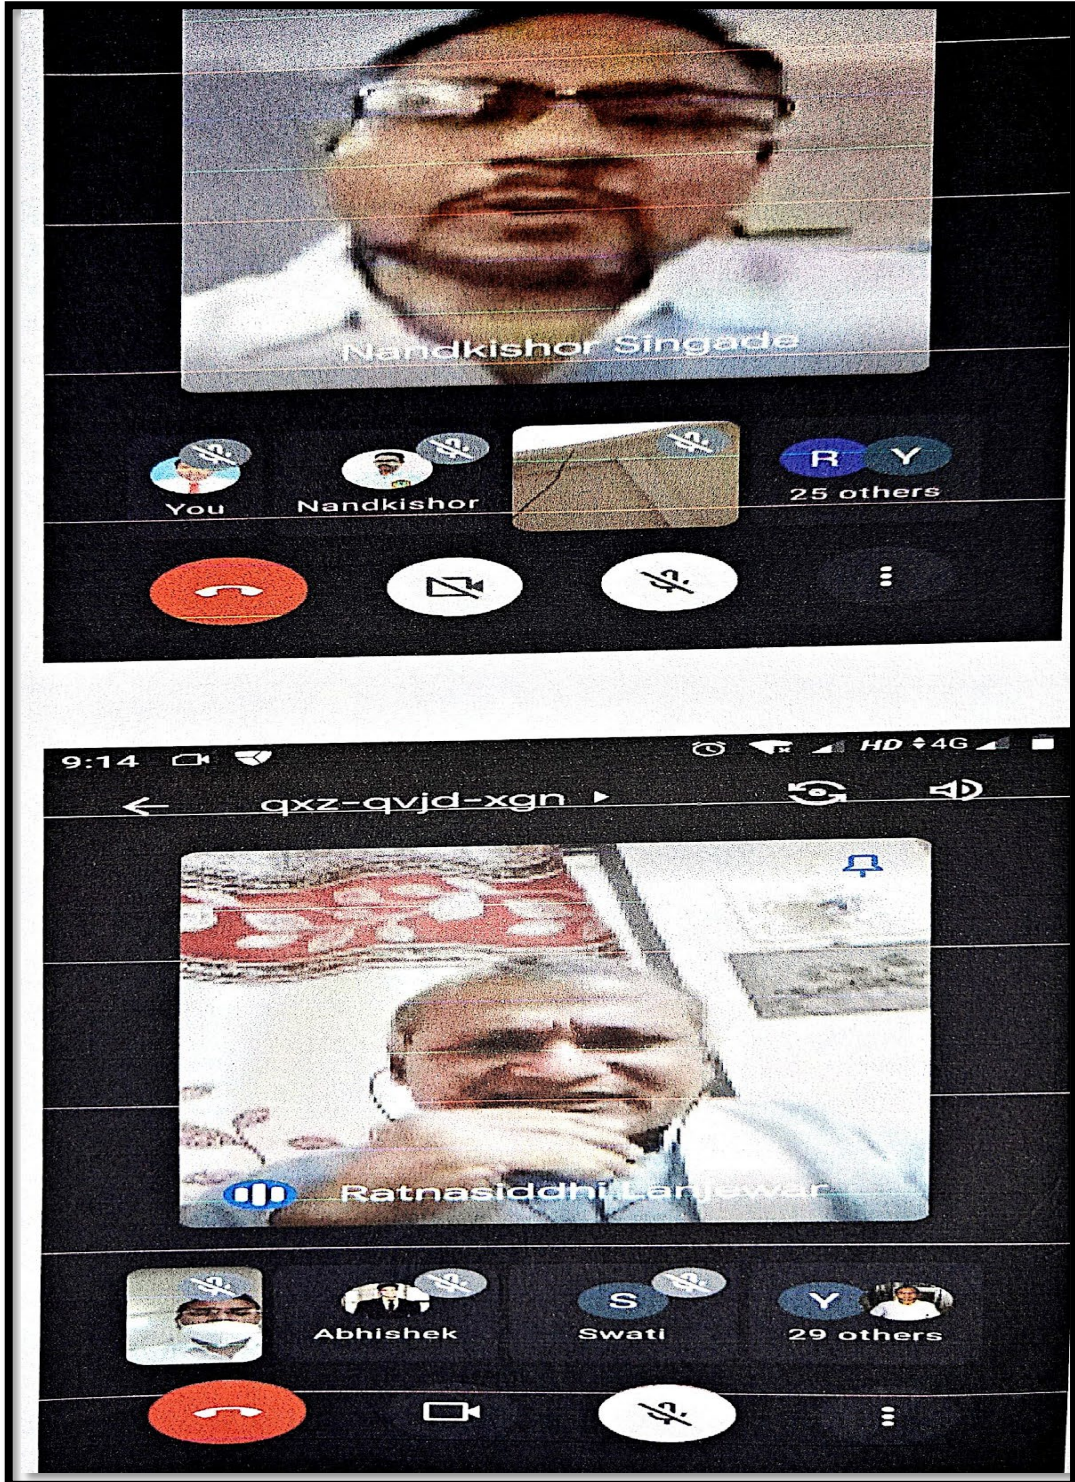 Nandkishor Singade
R Y
You Nandkishor 25 others
9:14 HD 4G
qxz-qvjd-xgn
Ratnasiddhi Lanjewar
S Y
Abhishek Swati 29 others